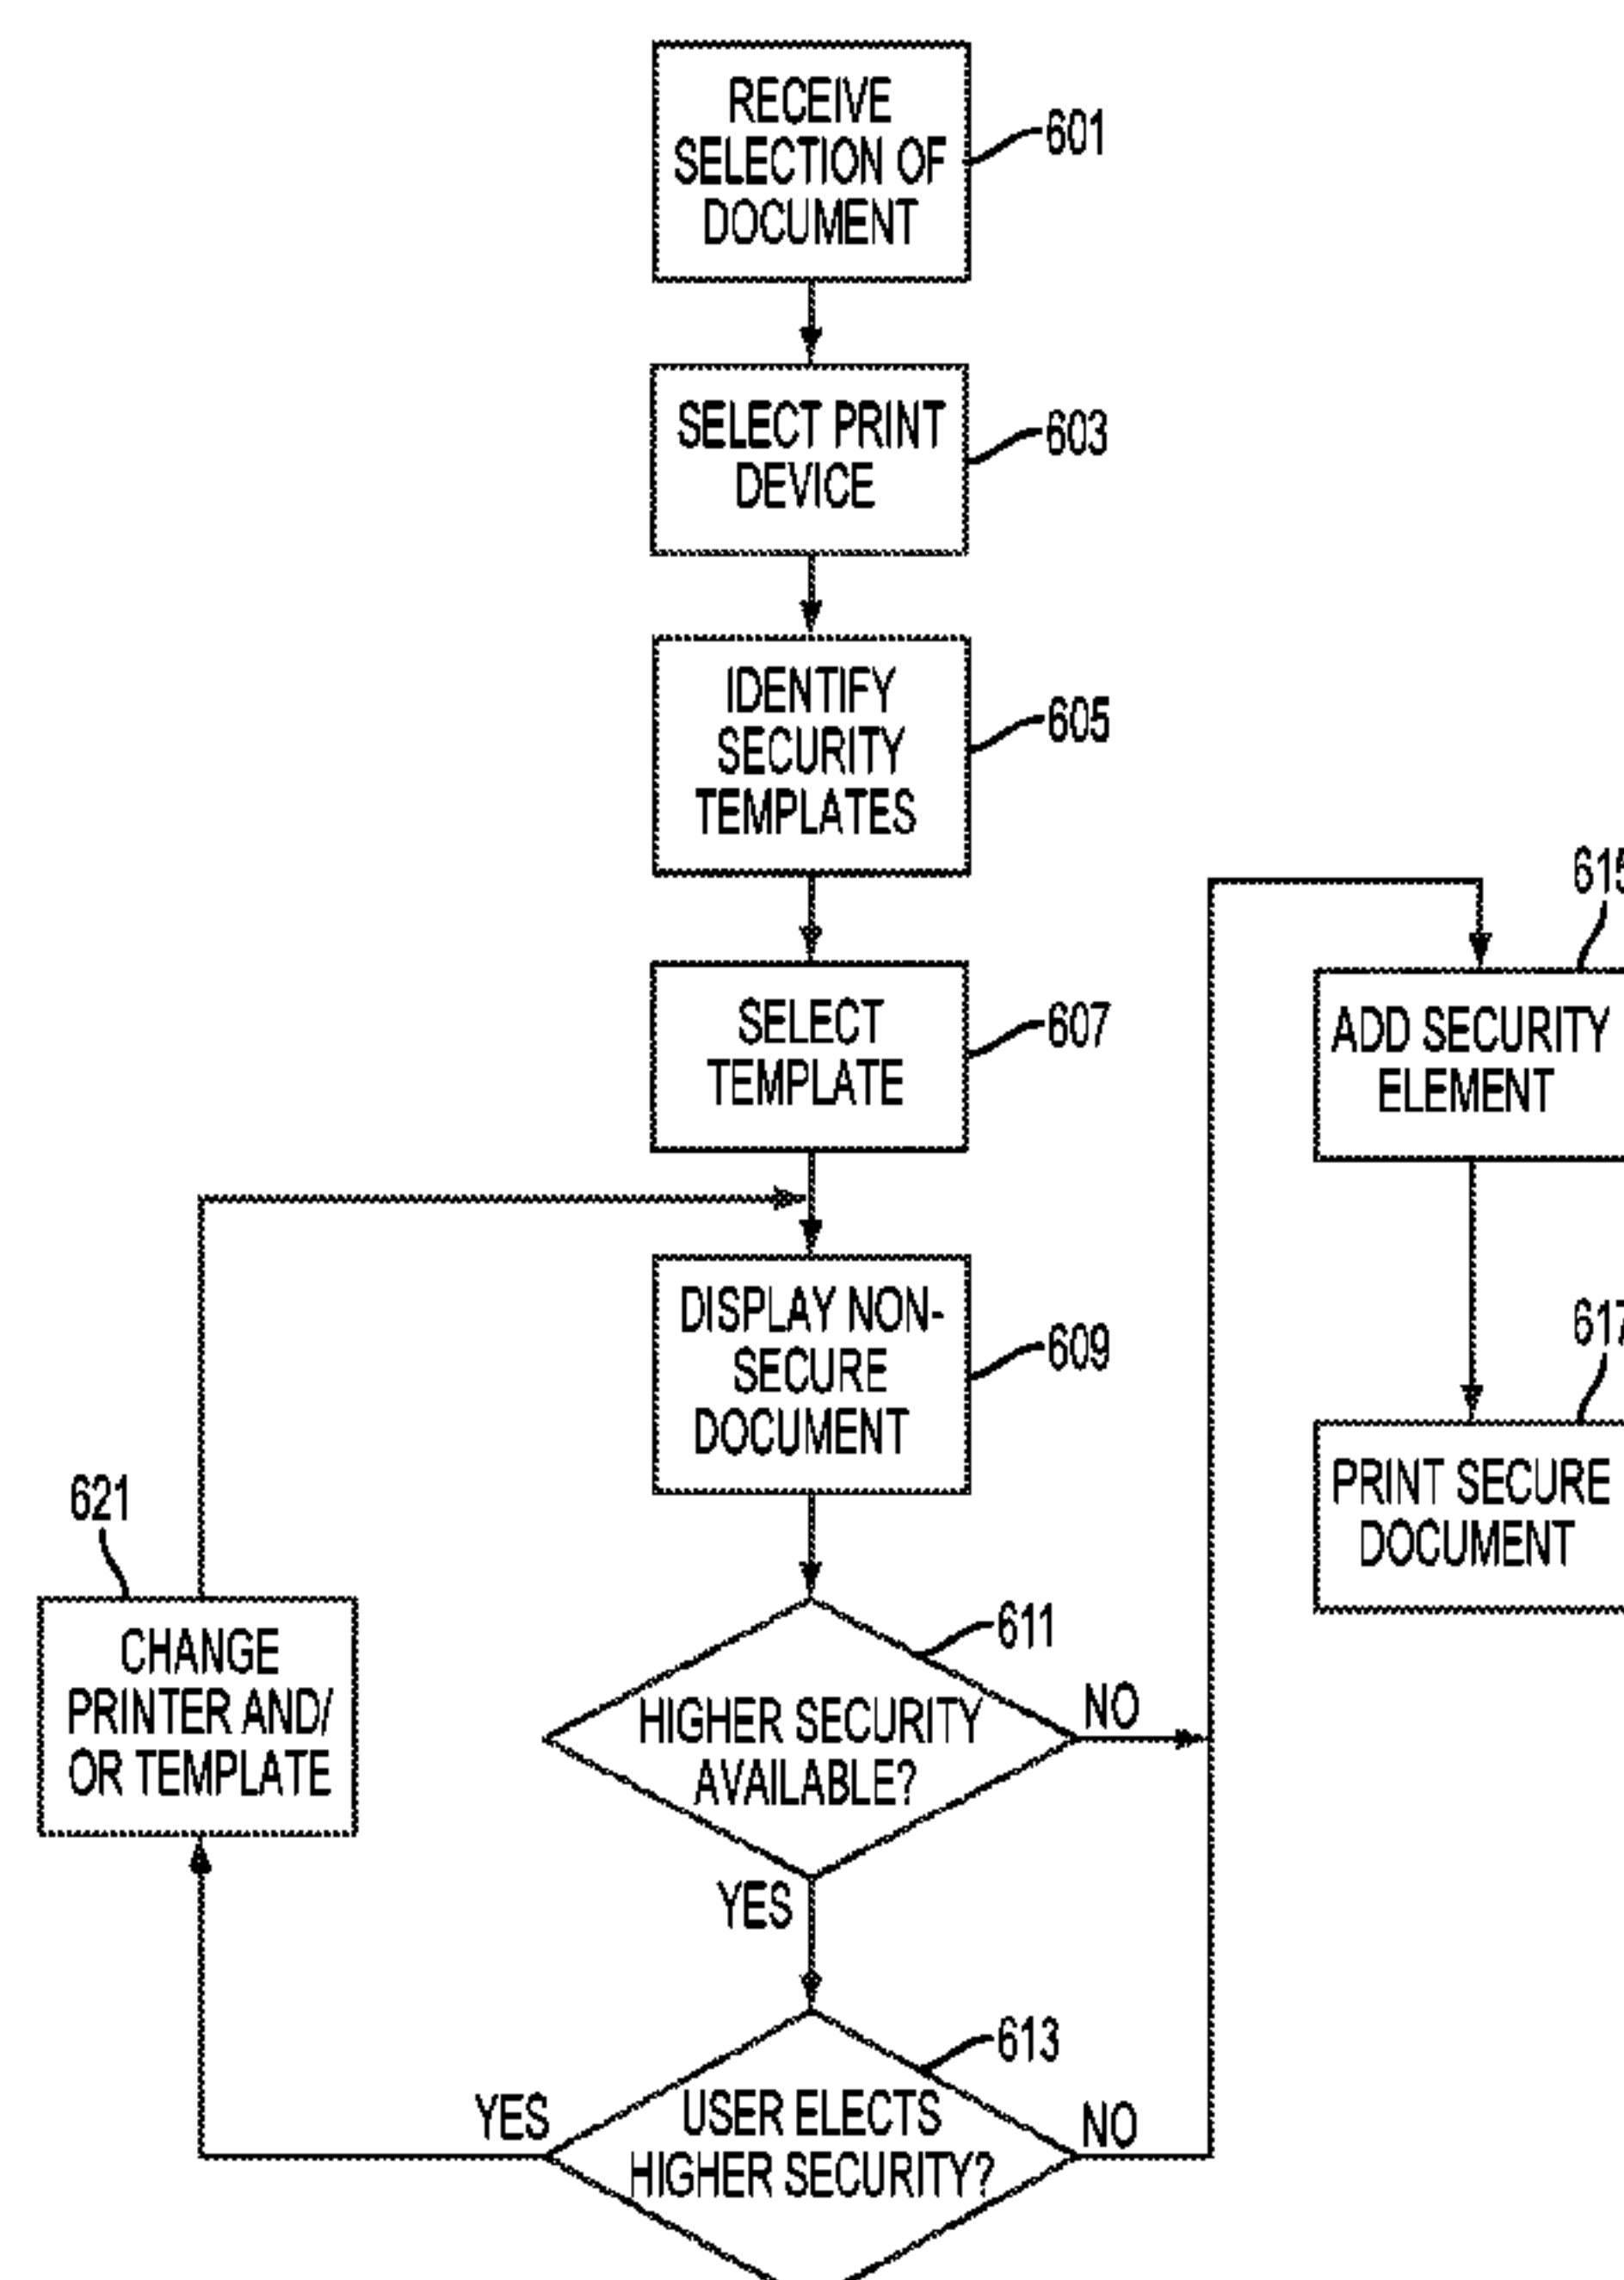 RECEIVE
SELECTION OF
DOCUMENT
601
SELECT PRINT
DEVICE
603
IDENTIFY
SECURITY
TEMPLATES
605
SELECT
TEMPLATE
607
DISPLAY NON-
SECURE
DOCUMENT
609
HIGHER SECURITY
AVAILABLE?
611
NO
YES
USER ELECTS
HIGHER SECURITY?
613
YES
NO
621
CHANGE
PRINTER AND/
OR TEMPLATE
615
ADD SECURITY
ELEMENT
617
PRINT SECURE
DOCUMENT